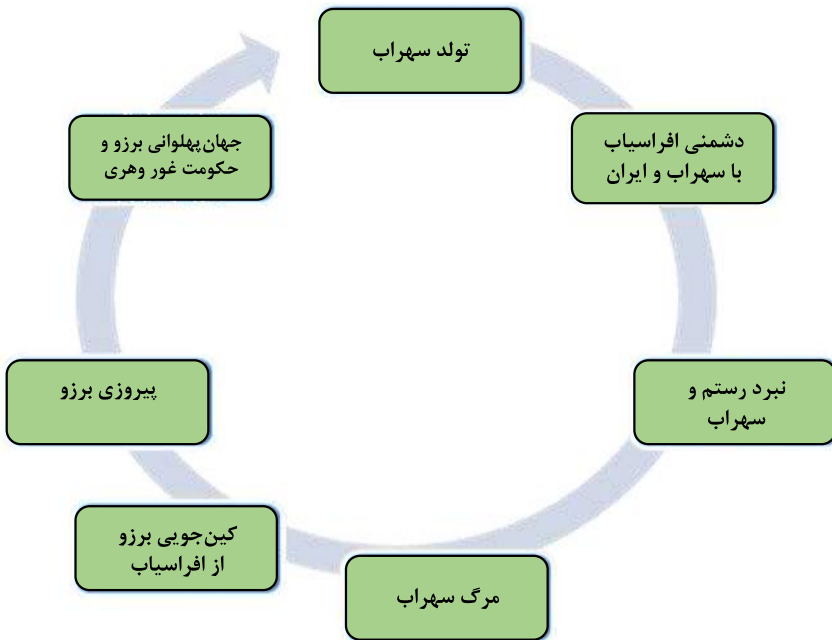 تولد سهراب
دشمنی افراسیاب
با سهراب و ایران
نبرد رستم و
سهراب
مرگ سهراب
کین‌جویی برزو
از افراسیاب
پیروزی برزو
جهان‌پهلوانی برزو و
حکومت غور وهری